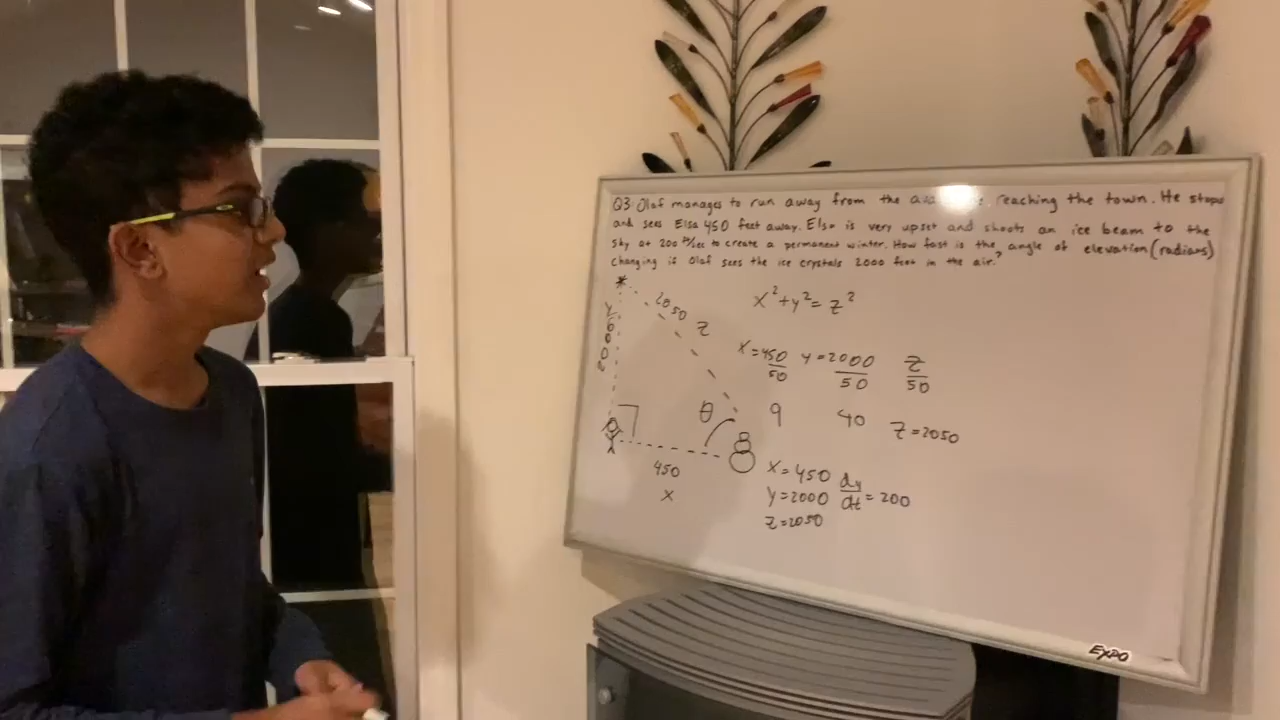 Q3: Olaf manages to run away from the reaching the town. He stops
and sees Elsa 450 feet away. Elsa is very upset and shoots an ice beam to the
sky at 200 ft/sec to create a permanent winter. How fast is the angle of elevation (radians)
changing if Olaf sees the ice crystals 2000 feet in the air?
x²+y²=z²
2050
z
y
2000
x=450/50 y=2000/50 z/50
θ
9 40 z=2050
450
x
x=450
y=2000 dy/dt=200
z=2050
EXPO